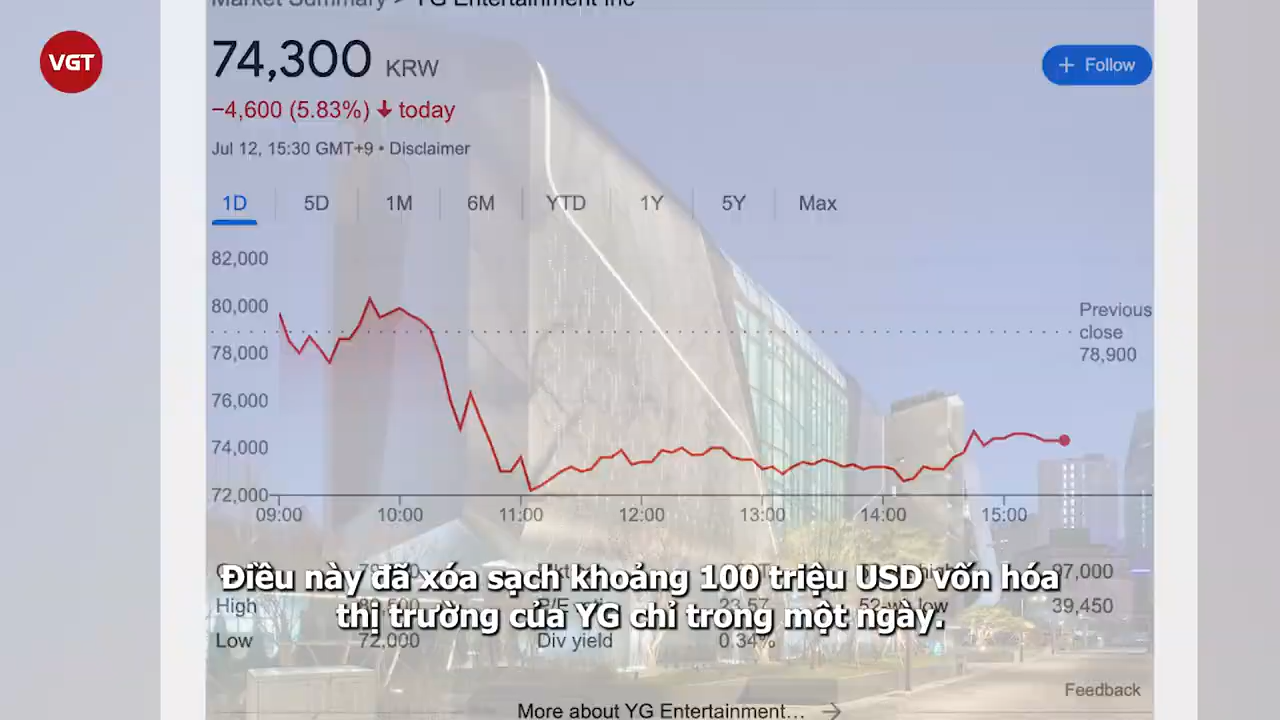 Market Summary > YG Entertainment Inc
VGT
74,300 KRW
+ Follow
−4,600 (5.83%) ↓ today
Jul 12, 15:30 GMT+9 • Disclaimer
1D 5D 1M 6M YTD 1Y 5Y Max
82,000
80,000
78,000
76,000
74,000
72,000
Previous
close
78,900
09:00 10:00 11:00 12:00 13:00 14:00 15:00
97,000
Điều này đã xóa sạch khoảng 100 triệu USD vốn hóa
High 23.57 52-wk low 39,450
thị trường của YG chỉ trong một ngày.
Low 72,000 Div yield 0.34%
Feedback
More about YG Entertainment… →